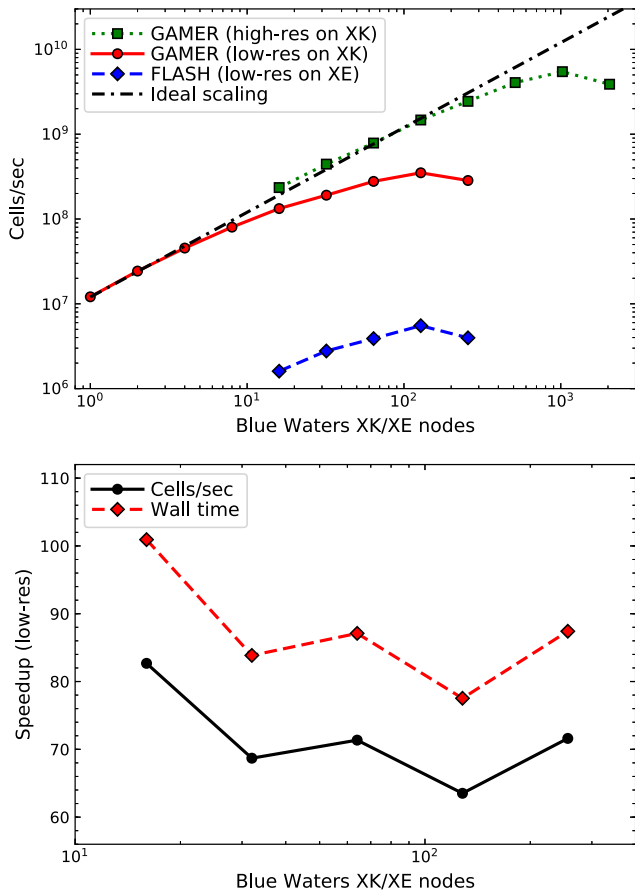 GAMER (high-res on XK)
GAMER (low-res on XK)
FLASH (low-res on XE)
Ideal scaling
Cells/sec
10^10
10^9
10^8
10^7
10^6
10^0 10^1 10^2 10^3
Blue Waters XK/XE nodes
Cells/sec
Wall time
Speedup (low-res)
110
100
90
80
70
60
10^1 10^2
Blue Waters XK/XE nodes